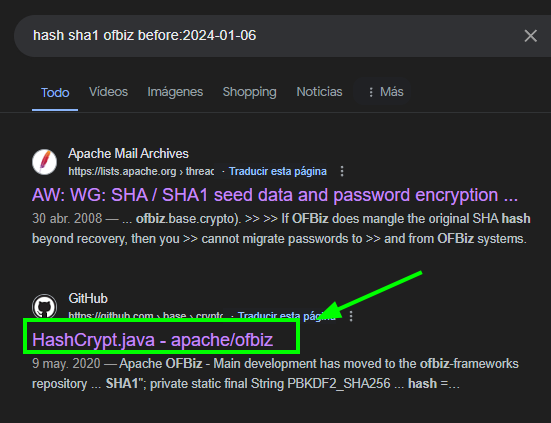 hash sha1 ofbiz before:2024-01-06
Todo Vídeos Imágenes Shopping Noticias Más
Apache Mail Archives
https://lists.apache.org › threac · Traducir esta página
AW: WG: SHA / SHA1 seed data and password encryption ...
30 abr. 2008 — ... ofbiz.base.crypto). >> >> If OFBiz does mangle the original SHA hash
beyond recovery, then you >> cannot migrate passwords to >> and from OFBiz systems.
GitHub
https://github.com › base › crypto · Traducir esta página
HashCrypt.java - apache/ofbiz
9 may. 2020 — Apache OFBiz - Main development has moved to the ofbiz-frameworks
repository ... SHA1"; private static final String PBKDF2_SHA256 ... hash =...